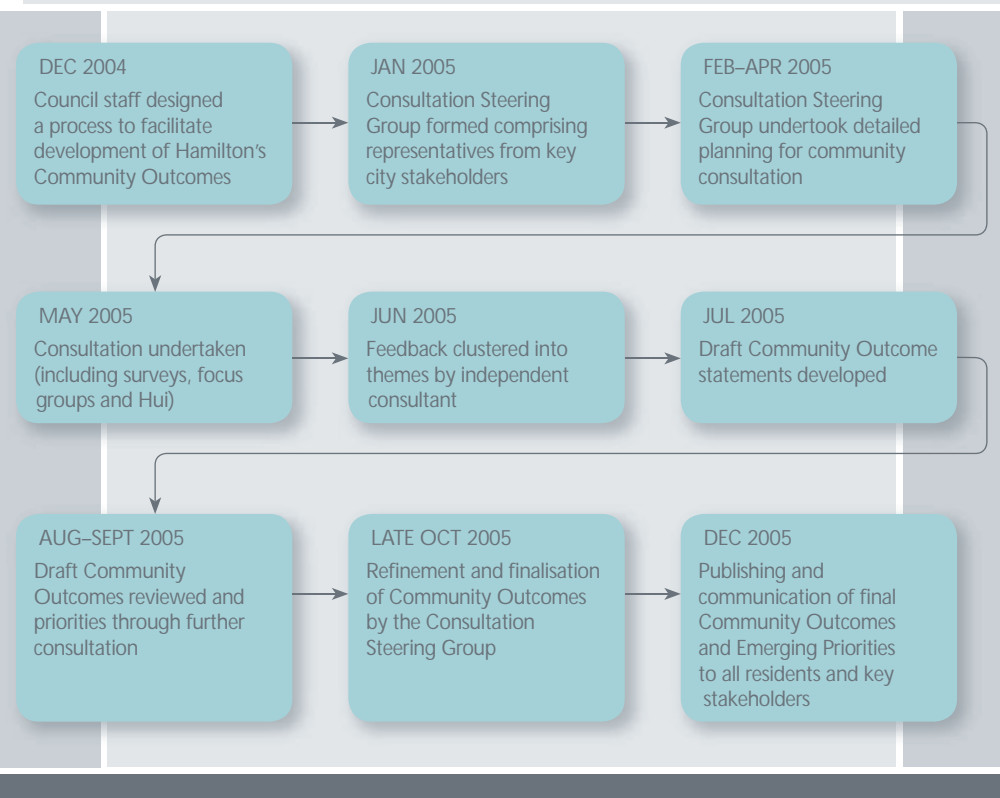 DEC 2004
Council staff designed
a process to facilitate
development of Hamilton's
Community Outcomes
JAN 2005
Consultation Steering
Group formed comprising
representatives from key
city stakeholders
FEB–APR 2005
Consultation Steering
Group undertook detailed
planning for community
consultation
MAY 2005
Consultation undertaken
(including surveys, focus
groups and Hui)
JUN 2005
Feedback clustered into
themes by independent
consultant
JUL 2005
Draft Community Outcome
statements developed
AUG–SEPT 2005
Draft Community
Outcomes reviewed and
priorities through further
consultation
LATE OCT 2005
Refinement and finalisation
of Community Outcomes
by the Consultation
Steering Group
DEC 2005
Publishing and
communication of final
Community Outcomes
and Emerging Priorities
to all residents and key
stakeholders